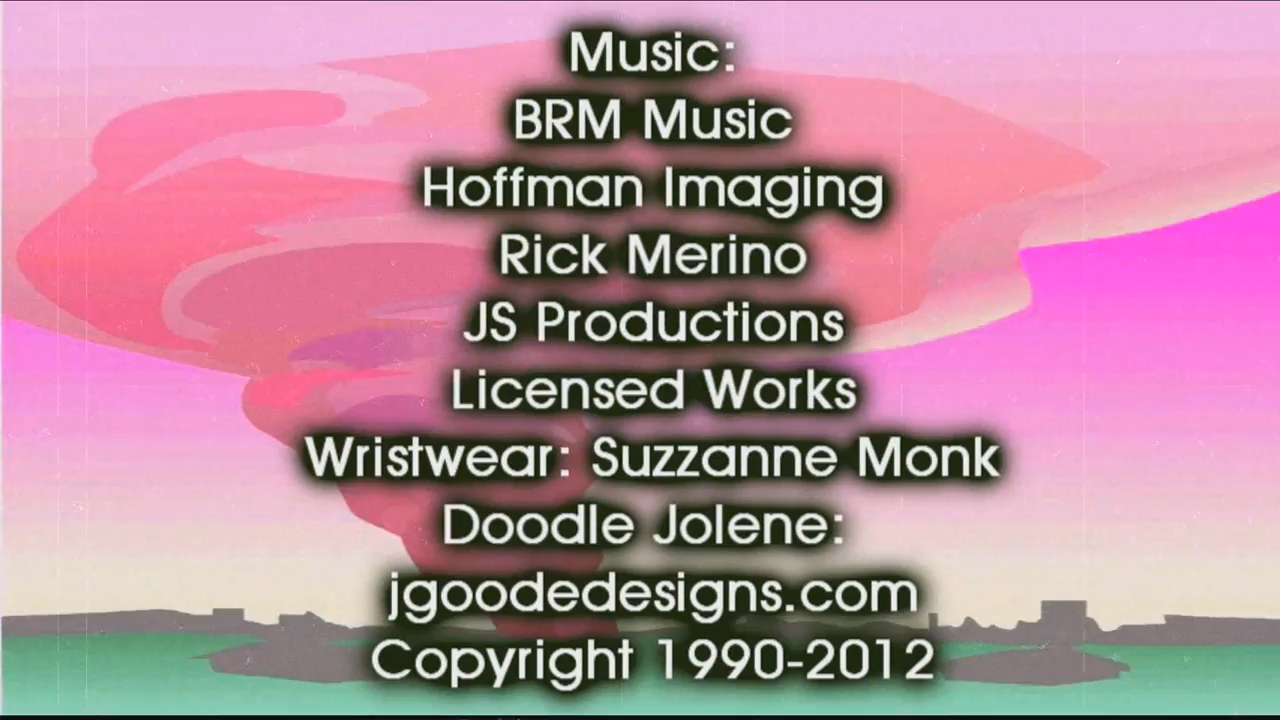 Music:
BRM Music
Hoffman Imaging
Rick Merino
JS Productions
Licensed Works
Wristwear: Suzzanne Monk
Doodle Jolene:
jgoodedesigns.com
Copyright 1990-2012